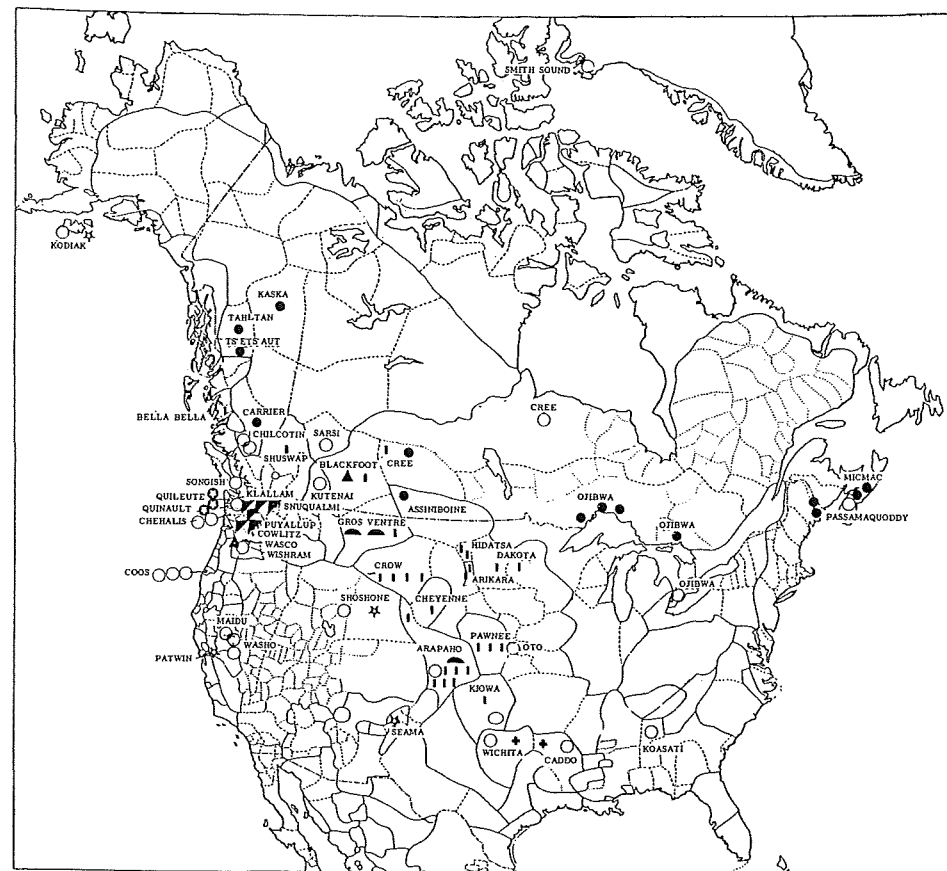 SMITH SOUND
KODIAK
KASKA
TAHLTAN
TS'ETS'AUT
BELLA BELLA
CARRIER
CHILCOTIN
SARSI
CREE
SHUSWAP
BLACKFOOT
CREE
SONGISH
KLALLAM
KUTENAI
MICMAC
QUILEUTE
SNUQUALMI
ASSINIBOINE
OJIBWA
QUINAULT
PASSAMAQUODDY
CHEHALIS
PUYALLUP
GROS VENTRE
OJIBWA
COWLITZ
WASCO
WISHRAM
HIDATSA
DAKOTA
COOS
CROW
ARIKARA
OJIBWA
SHOSHONE
CHEYENNE
MAIDU
WASHO
PAWNEE
OTO
PATWIN
ARAPAHO
KIOWA
SEAMA
WICHITA
CADDO
KOASATI